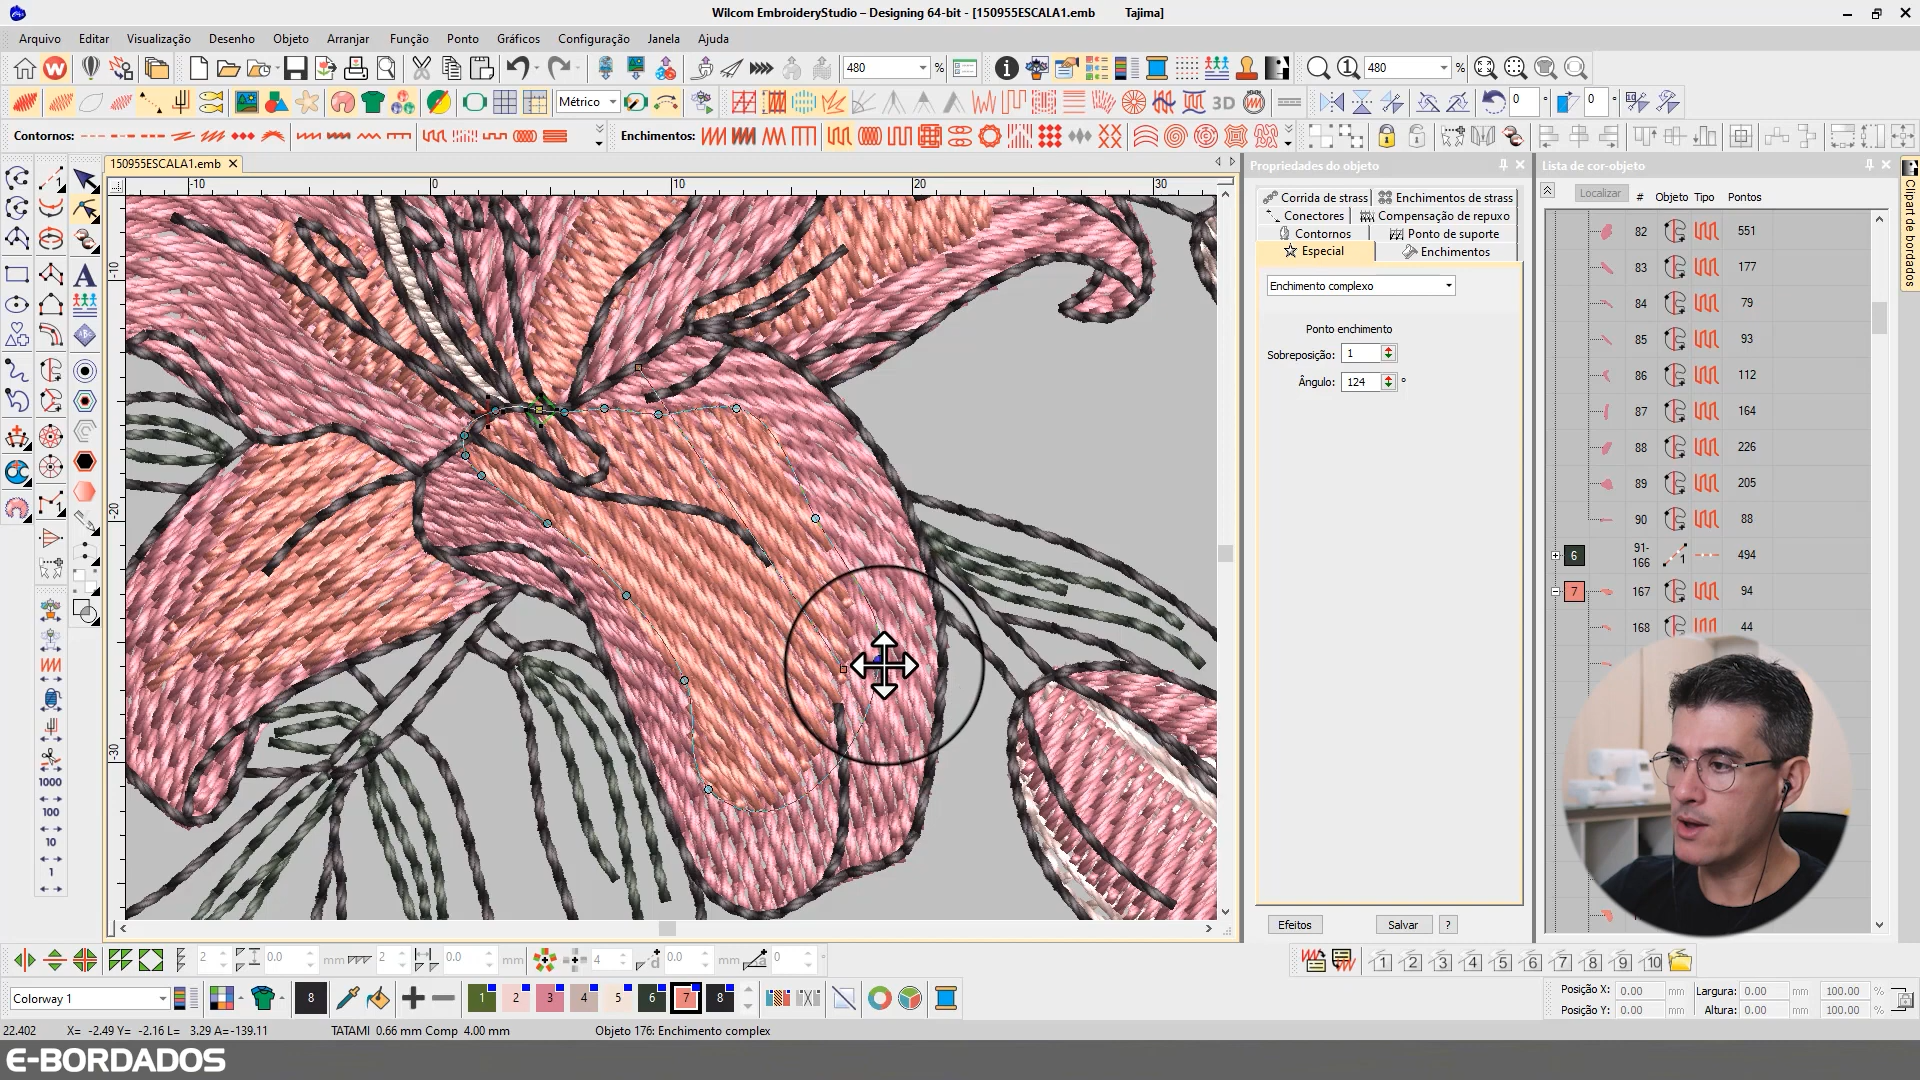 Wilcom EmbroideryStudio – Designing 64-bit - [150955ESCALA1.emb Tajima]
Arquivo Editar Visualização Desenho Objeto Arranjar Função Ponto Gráficos Configuração Janela Ajuda
480 % 480 %
Métrico 3D 0 ° 0 °
Contornos: Enchimentos:
150955ESCALA1.emb
Propriedades do objeto
Lista de cor-objeto
Clipart de bordados
-10 0 10 20 30
-10
-20
-30
Corrida de strass Enchimentos de strass
Conectores Compensação de repuxo
Contornos Ponto de suporte
Especial Enchimentos
Enchimento complexo
Ponto enchimento
Sobreposição: 1
Ângulo: 124 °
Efeitos Salvar ?
Localizar # Objeto Tipo Pontos
82 551
83 177
84 79
85 93
86 112
87 164
88 226
89 205
90 88
6 91-166 494
7 167 94
168 44
1000
100
10
1
2 0.0 mm 2 0.0 mm 4 0.0 mm 0 °
1 2 3 4 5 6 7 8 9 10
Colorway 1 8 1 2 3 4 5 6 7 8
Posição X: 0.00 mm Largura: 0.00 mm 100.00 %
Posição Y: 0.00 mm Altura: 0.00 mm 100.00 %
22.402 X= -2.49 Y= -2.16 L= 3.29 A=-139.11 TATAMI 0.66 mm Comp 4.00 mm Objeto 176: Enchimento complex
E-BORDADOS